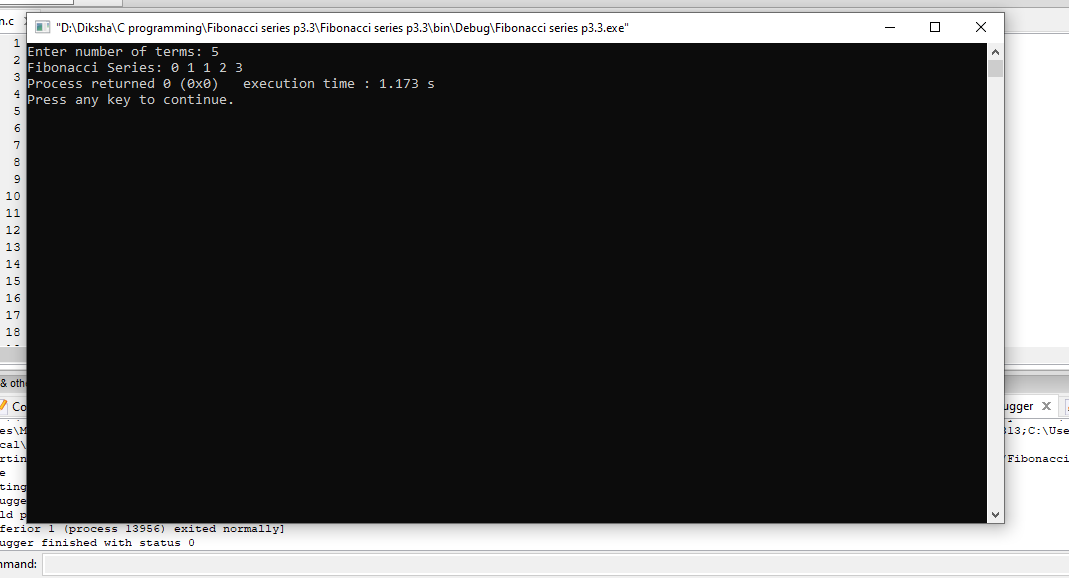 n.c
"D:\Diksha\C programming\Fibonacci series p3.3\Fibonacci series p3.3\bin\Debug\Fibonacci series p3.3.exe"
1
2
3
4
5
6
7
8
9
10
11
12
13
14
15
16
17
18
Enter number of terms: 5
Fibonacci Series: 0 1 1 2 3
Process returned 0 (0x0)   execution time : 1.173 s
Press any key to continue.
& oth
Co
ugger
es\M
313;C:\Use
cal\
rtin
/Fibonacci
e
ting
ugge
ld p
ferior 1 (process 13956) exited normally]
ugger finished with status 0
mmand: